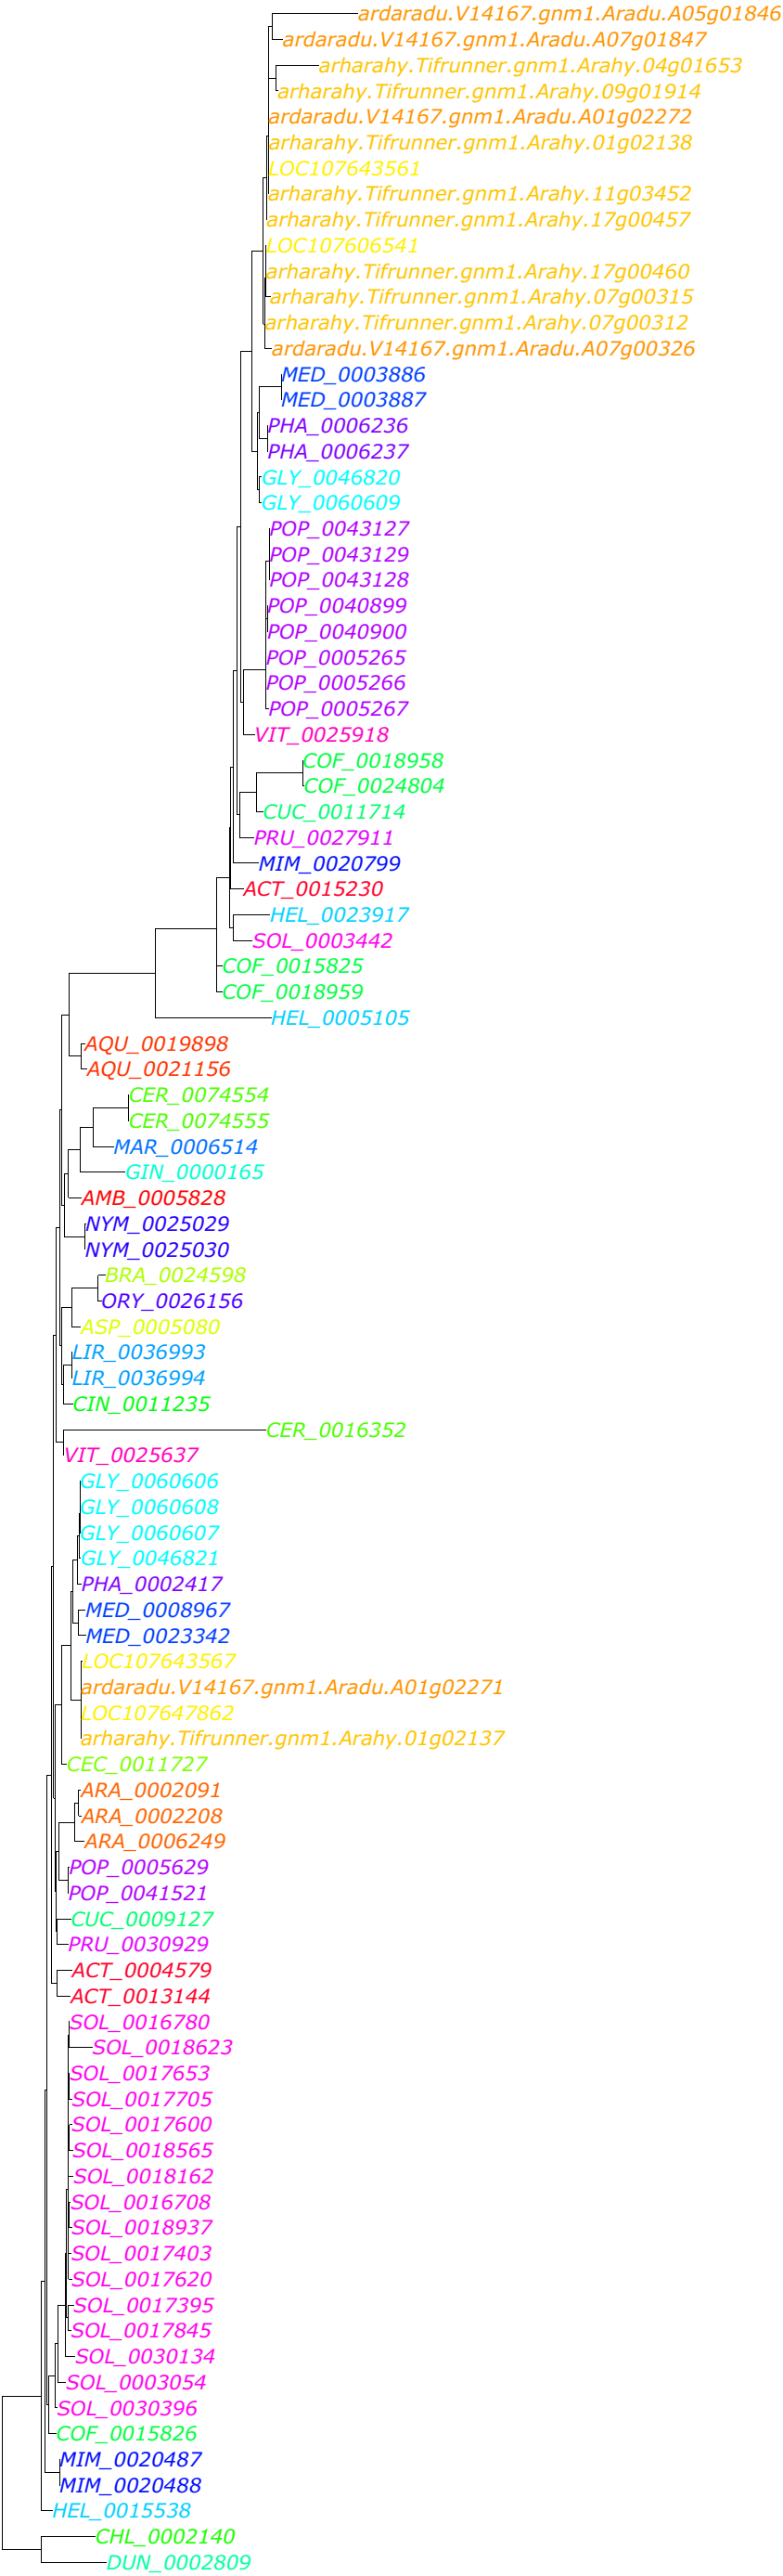 ardaradu.V14167.gnm1.Aradu.A05g01846
ardaradu.V14167.gnm1.Aradu.A07g01847
arharahy.Tifrunner.gnm1.Arahy.04g01653
arharahy.Tifrunner.gnm1.Arahy.09g01914
ardaradu.V14167.gnm1.Aradu.A01g02272
arharahy.Tifrunner.gnm1.Arahy.01g02138
LOC107643561
arharahy.Tifrunner.gnm1.Arahy.11g03452
arharahy.Tifrunner.gnm1.Arahy.17g00457
LOC107606541
arharahy.Tifrunner.gnm1.Arahy.17g00460
arharahy.Tifrunner.gnm1.Arahy.07g00315
arharahy.Tifrunner.gnm1.Arahy.07g00312
ardaradu.V14167.gnm1.Aradu.A07g00326
MED_0003886
MED_0003887
PHA_0006236
PHA_0006237
GLY_0046820
GLY_0060609
POP_0043127
POP_0043129
POP_0043128
POP_0040899
POP_0040900
POP_0005265
POP_0005266
POP_0005267
VIT_0025918
COF_0018958
COF_0024804
CUC_0011714
PRU_0027911
MIM_0020799
ACT_0015230
HEL_0023917
SOL_0003442
COF_0015825
COF_0018959
HEL_0005105
AQU_0019898
AQU_0021156
CER_0074554
CER_0074555
MAR_0006514
GIN_0000165
AMB_0005828
NYM_0025029
NYM_0025030
BRA_0024598
ORY_0026156
ASP_0005080
LIR_0036993
LIR_0036994
CIN_0011235
CER_0016352
VIT_0025637
GLY_0060606
GLY_0060608
GLY_0060607
GLY_0046821
PHA_0002417
MED_0008967
MED_0023342
LOC107643567
ardaradu.V14167.gnm1.Aradu.A01g02271
LOC107647862
arharahy.Tifrunner.gnm1.Arahy.01g02137
CEC_0011727
ARA_0002091
ARA_0002208
ARA_0006249
POP_0005629
POP_0041521
CUC_0009127
PRU_0030929
ACT_0004579
ACT_0013144
SOL_0016780
SOL_0018623
SOL_0017653
SOL_0017705
SOL_0017600
SOL_0018565
SOL_0018162
SOL_0016708
SOL_0018937
SOL_0017403
SOL_0017620
SOL_0017395
SOL_0017845
SOL_0030134
SOL_0003054
SOL_0030396
COF_0015826
MIM_0020487
MIM_0020488
HEL_0015538
CHL_0002140
DUN_0002809